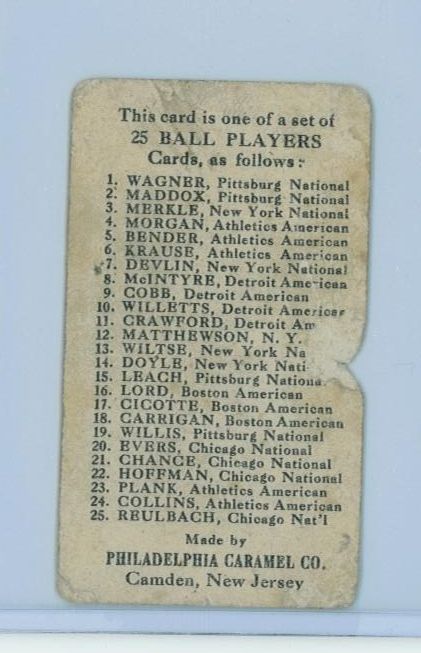 This card is one of a set of
25 BALL PLAYERS
Cards, as follows:
1. WAGNER, Pittsburg National
2. MADDOX, Pittsburg National
3. MERKLE, New York National
4. MORGAN, Athletics American
5. BENDER, Athletics American
6. KRAUSE, Athletics American
7. DEVLIN, New York National
8. McINTYRE, Detroit American
9. COBB, Detroit American
10. WILLETTS, Detroit American
11. CRAWFORD, Detroit Am
12. MATTHEWSON, N. Y.
13. WILTSE, New York Na
14. DOYLE, New York Nati
15. LEACH, Pittsburg Nationa
16. LORD, Boston American
17. CICOTTE, Boston American
18. CARRIGAN, Boston American
19. WILLIS, Pittsburg National
20. EVERS, Chicago National
21. CHANCE, Chicago National
22. HOFFMAN, Chicago National
23. PLANK, Athletics American
24. COLLINS, Athletics American
25. REULBACH, Chicago Nat'l
Made by
PHILADELPHIA CARAMEL CO.
Camden, New Jersey